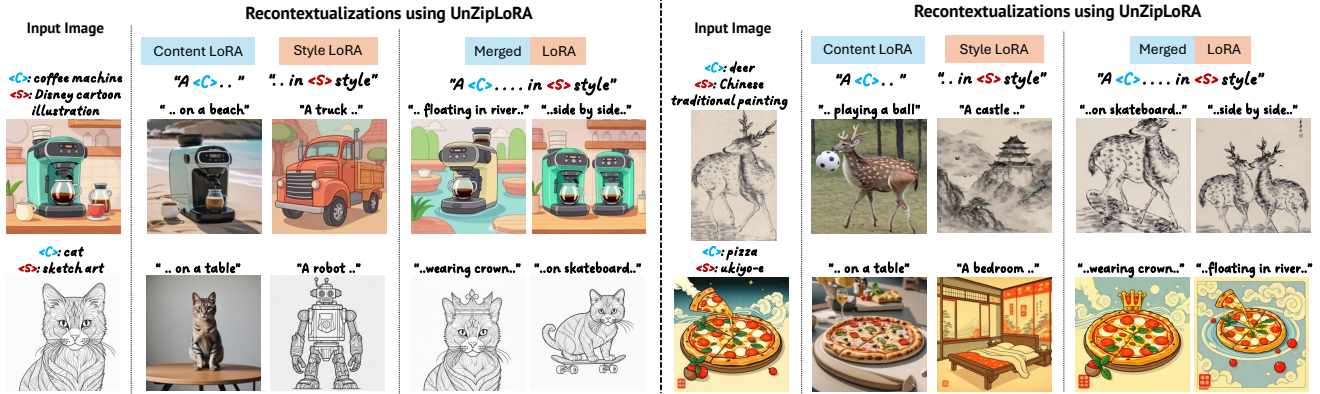 Recontextualizations using UnZipLoRA
Input Image
Content LoRA
Style LoRA
Merged LoRA
<C>: coffee machine
<S>: Disney cartoon
illustration
"A <C> . . "
". . in <S> style"
"A <C> . . . . in <S> style"
" .. on a beach"
"A truck .."
".. floating in river.."
"..side by side.."
<C>: cat
<S>: sketch art
" .. on a table"
"A robot .."
"..wearing crown.."
"..on skateboard.."
Recontextualizations using UnZipLoRA
Input Image
Content LoRA
Style LoRA
Merged LoRA
<C>: deer
<S>: Chinese
traditional painting
"A <C> . . "
". . in <S> style"
"A <C> . . . . in <S> style"
".. playing a ball"
"A castle .."
"..on skateboard.."
"..side by side.."
<C>: pizza
<S>: ukiyo-e
".. on a table"
"A bedroom .."
"..wearing crown.."
"..floating in river.."